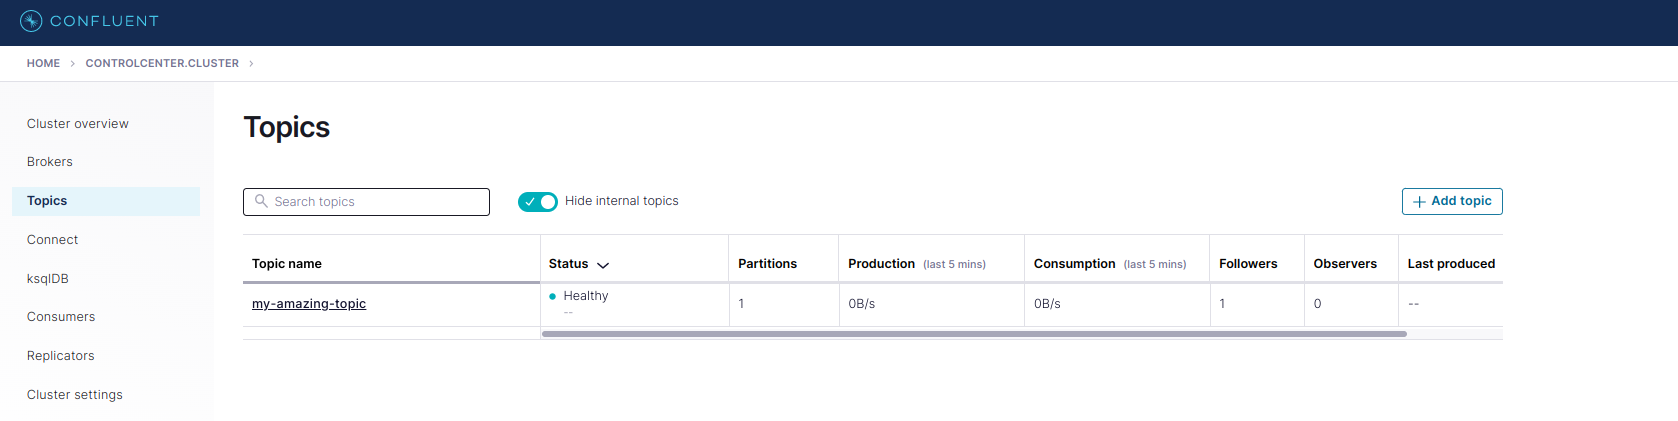 CONFLUENT
HOME > CONTROLCENTER.CLUSTER >
Cluster overview
Brokers
Topics
Connect
ksqlDB
Consumers
Replicators
Cluster settings
Topics
Search topics
Hide internal topics
+ Add topic
Topic name Status Partitions Production (last 5 mins) Consumption (last 5 mins) Followers Observers Last produced
my-amazing-topic Healthy 1 0B/s 0B/s 1 0 --
--